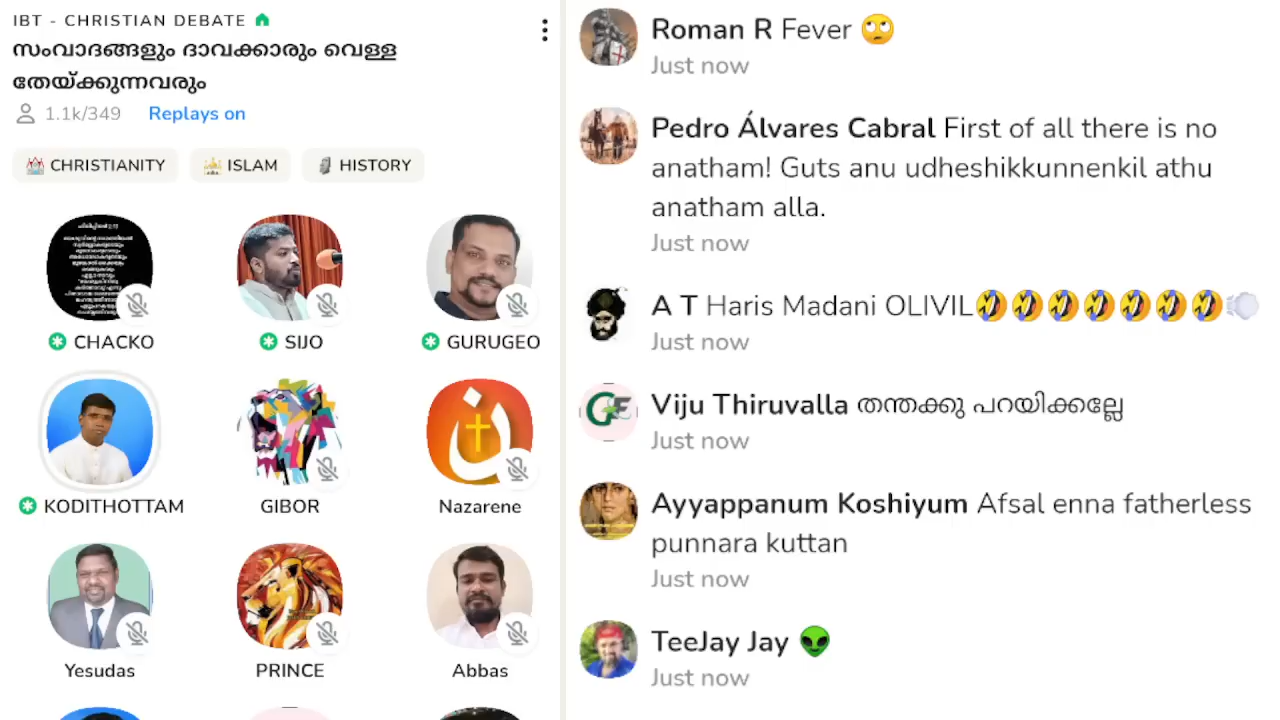 IBT - CHRISTIAN DEBATE
സംവാദങ്ങളും ദാവക്കാരും വെള്ള
തേയ്ക്കുന്നവരും
1.1k/349 Replays on
CHRISTIANITY ISLAM HISTORY
CHACKO SIJO GURUGEO
KODITHOTTAM GIBOR Nazarene
Yesudas PRINCE Abbas
Roman R Fever 🙄
Just now
Pedro Álvares Cabral First of all there is no
anatham! Guts anu udheshikkunnenkil athu
anatham alla.
Just now
A T Haris Madani OLIVIL🤣🤣🤣🤣🤣🤣🤣💨
Just now
Viju Thiruvalla തന്തക്കു പറയിക്കല്ലേ
Just now
Ayyappanum Koshiyum Afsal enna fatherless
punnara kuttan
Just now
TeeJay Jay 👽
Just now